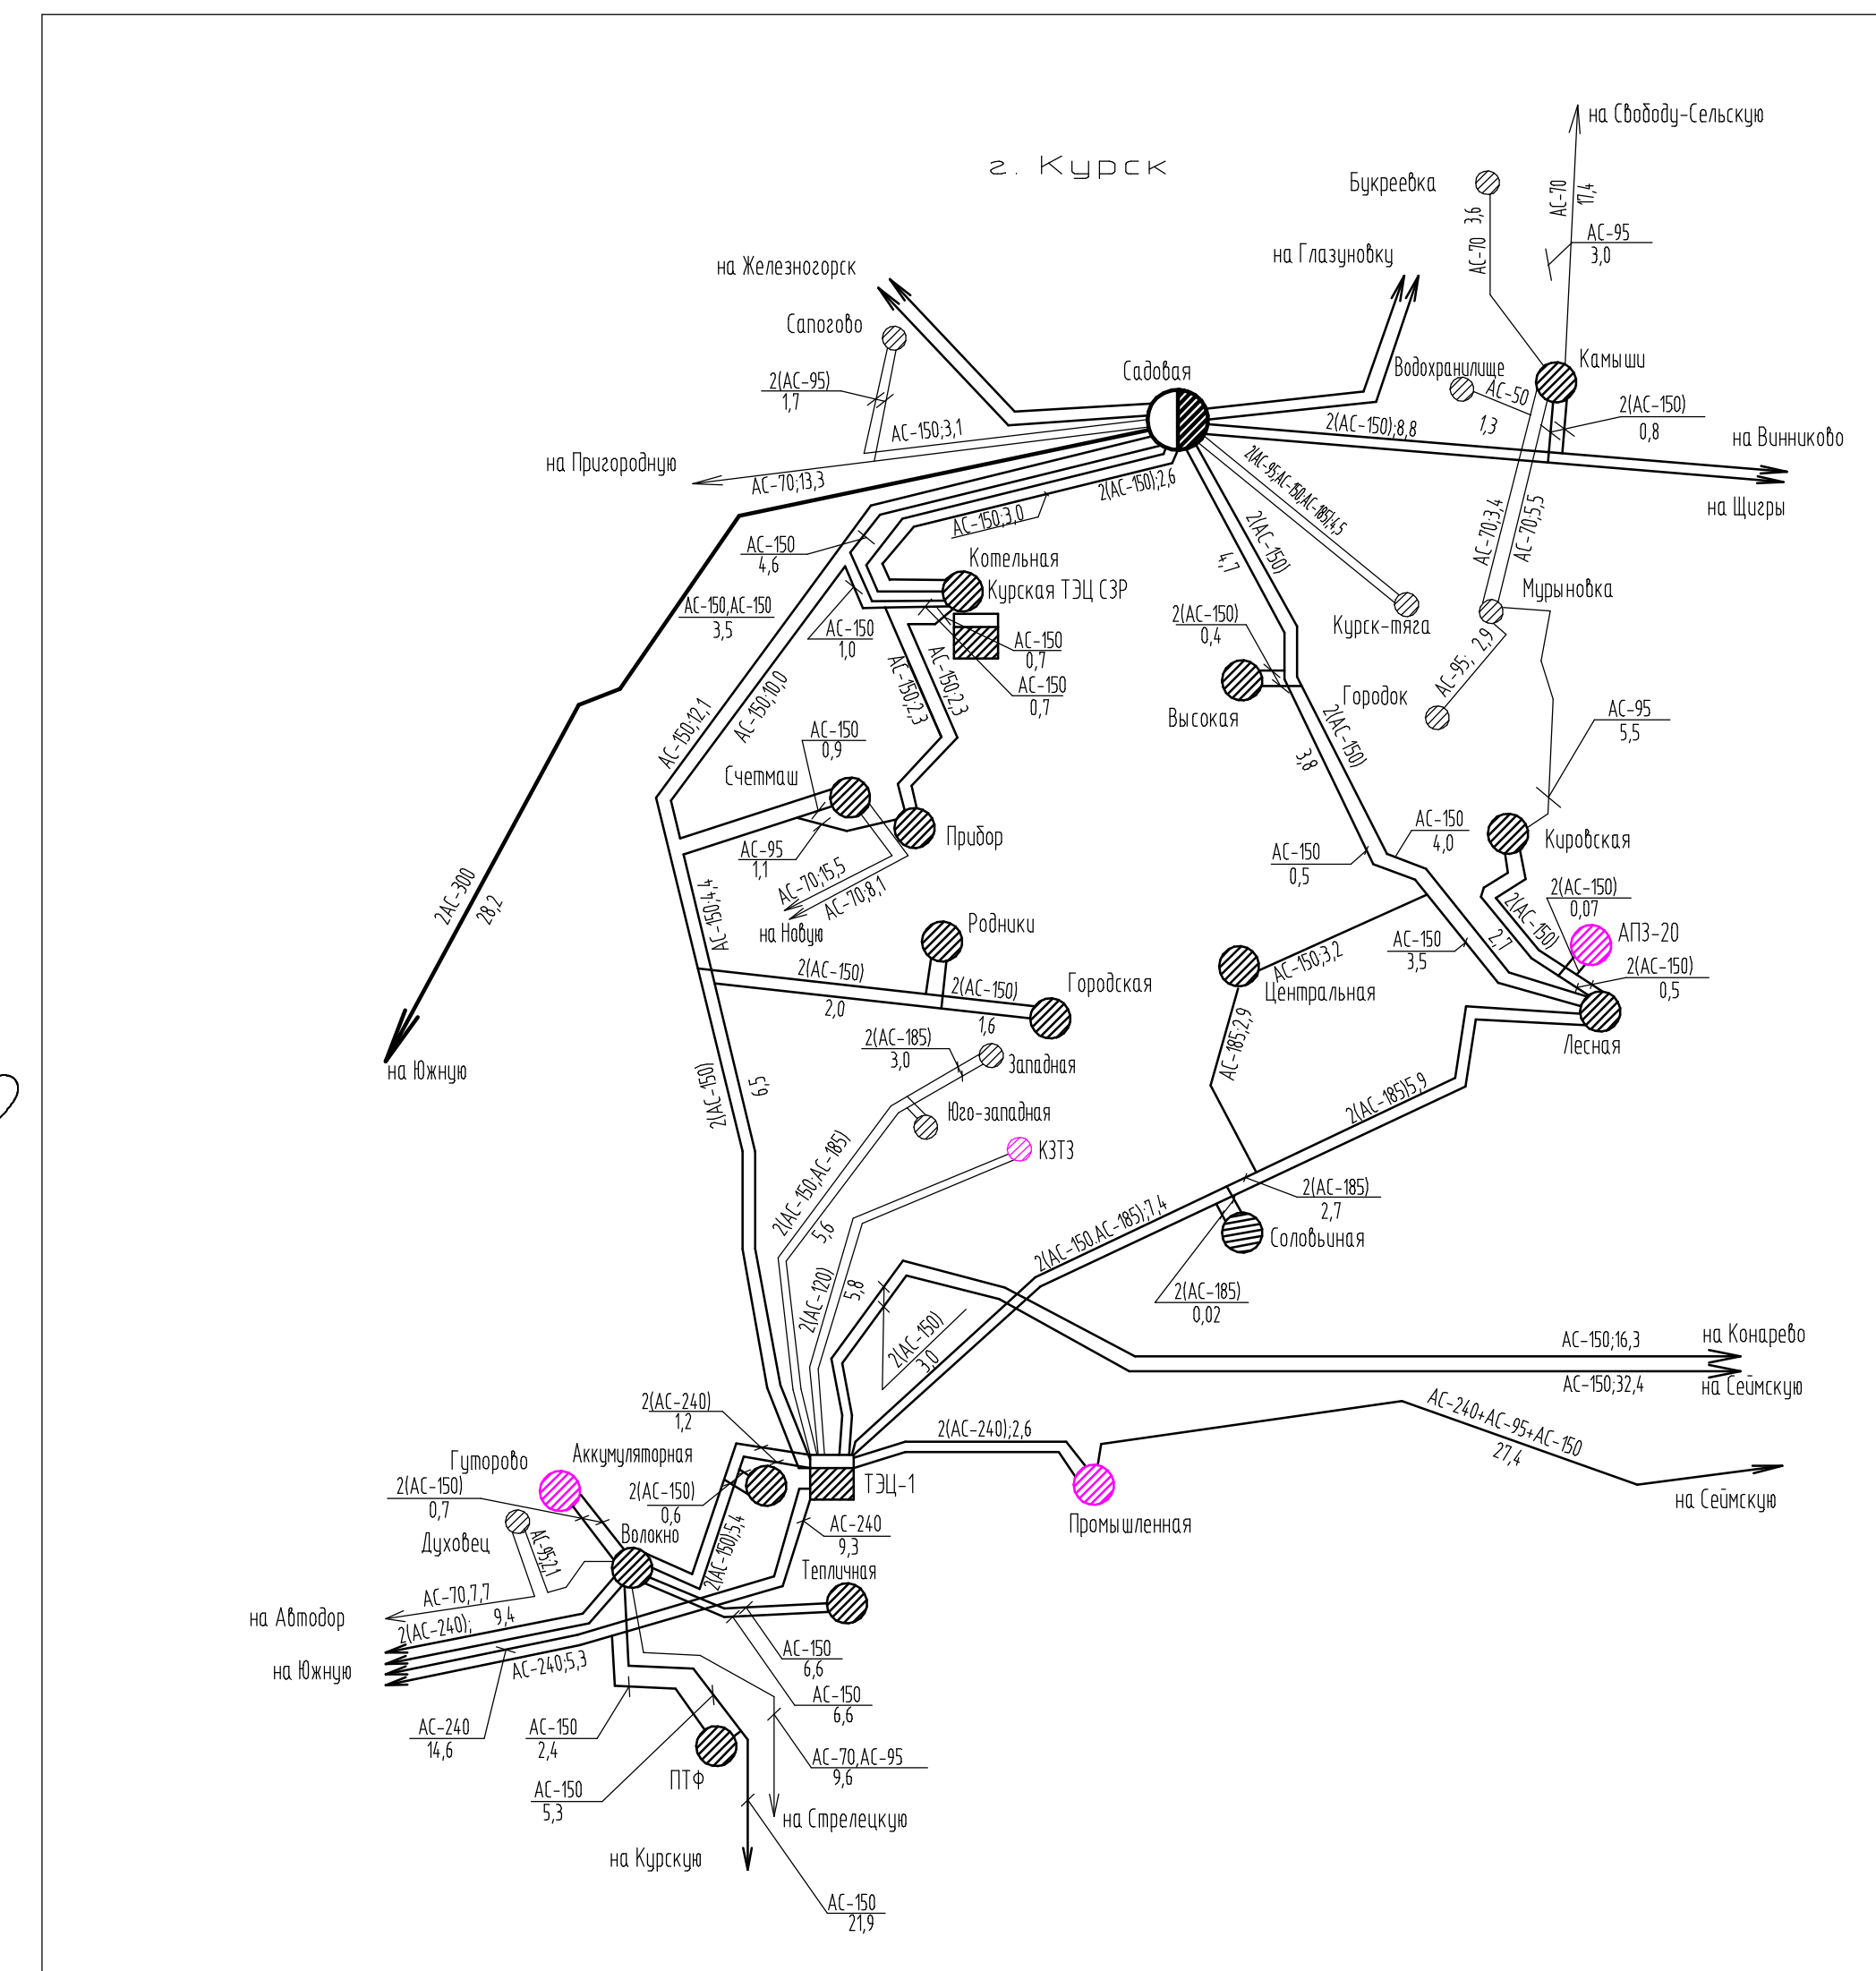 на Свободу-Сельскую
г. Курск
Букреевка
АС-70
17,4
АС-70 3,6
АС-95
3,0
на Глазуновку
на Железногорск
Сапогово
Камыши
Водохранилище
Садовая
2(АС-95)
1,7
АС-50
1,3
2(АС-150)
0,8
АС-150;3,1
2(АС-150);8,8
на Винниково
на Пригородную
АС-70;13,3
2(АС-150);2,6
2(АС-95;АС-150;АС-185);4,5
на Щигры
АС-150;3,0
АС-70;3,4
АС-70;5,5
2(АС-150)
4,7
АС-150
4,6
Котельная
Курская ТЭЦ СЗР
Мурыновка
АС-150,АС-150
3,5
АС-150
1,0
АС-150
0,7
АС-150
0,7
2(АС-150)
0,4
Курск-тяга
АС-95; 2,9
АС-150;2,3
АС-150;2,3
Высокая
Городок
АС-150;12,1
АС-150;10,0
2(АС-150)
3,8
АС-95
5,5
АС-150
0,9
Счетмаш
Прибор
АС-95
1,1
АС-150
4,0
АС-150
0,5
Кировская
АС-70;15,5
АС-70;8,1
на Новую
2АС-300
28,2
АС-150;4,4
2(АС-150)
0,07
2(АС-150)
АПЗ-20
Родники
АС-150
3,5
2,7
2(АС-150)
0,5
2(АС-150)
2,0
2(АС-150)
1,6
Городская
АС-150;3,2
Центральная
Лесная
2(АС-185)
3,0
Западная
АС-185;2,9
на Южную
2(АС-150)
6,5
Юго-западная
2(АС-185)5,9
КЗТЗ
2(АС-150;АС-185)
5,6
2(АС-185)
2,7
2(АС-150.АС-185);7,4
Соловьиная
2(АС-120)
5,8
2(АС-185)
0,02
2(АС-150)
3,0
АС-150;16,3
на Конарево
АС-150;32,4
на Сеймскую
2(АС-240)
1,2
АС-240+АС-95+АС-150
27,4
2(АС-240);2,6
Гуторово
Аккумуляторная
2(АС-150)
0,7
2(АС-150)
0,6
ТЭЦ-1
на Сеймскую
Духовец
Волокно
АС-95;2,1
АС-240
9,3
Промышленная
2(АС-150);5,4
Тепличная
АС-70,7,7
на Автодор
2(АС-240); 9,4
на Южную
АС-240;5,3
АС-150
6,6
АС-150
6,6
АС-240
14,6
АС-150
2,4
АС-70,АС-95
9,6
ПТФ
АС-150
5,3
на Стрелецкую
на Курскую
АС-150
21,9